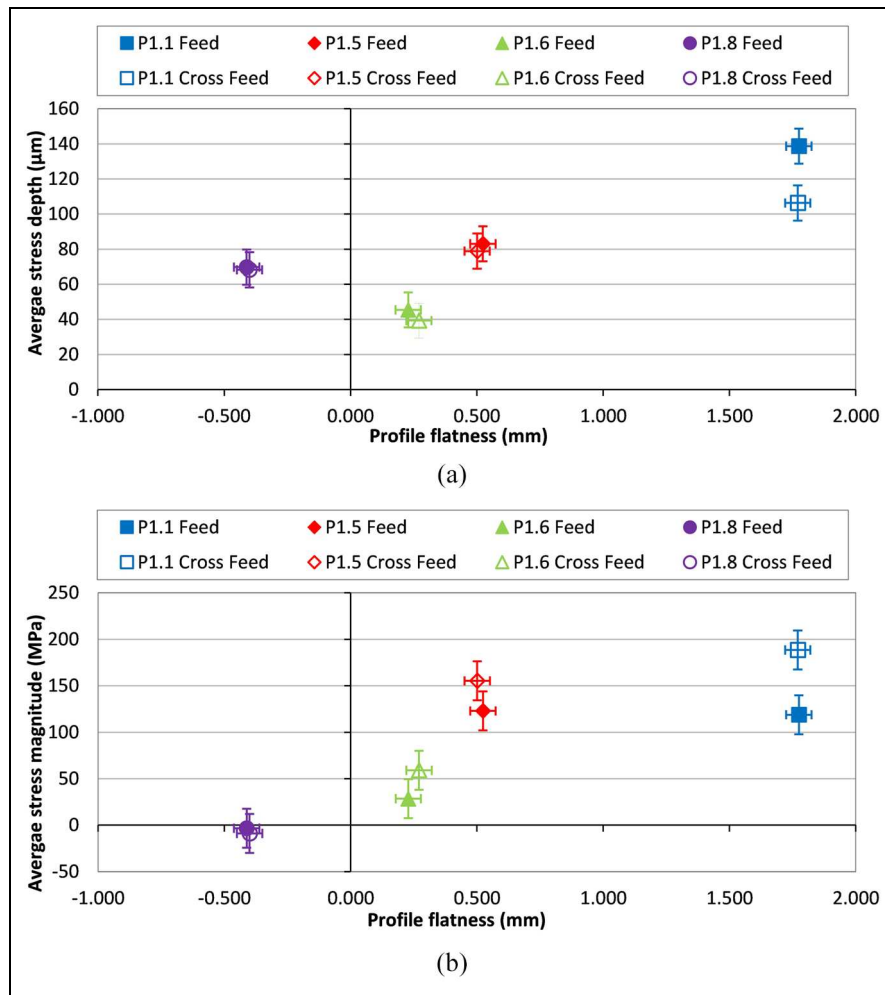 P1.1 Feed P1.5 Feed P1.6 Feed P1.8 Feed
P1.1 Cross Feed P1.5 Cross Feed P1.6 Cross Feed P1.8 Cross Feed
160
140
120
100
80
60
40
20
0
Avergae stress depth (µm)
-1.000 -0.500 0.000 0.500 1.000 1.500 2.000
Profile flatness (mm)
(a)
P1.1 Feed P1.5 Feed P1.6 Feed P1.8 Feed
P1.1 Cross Feed P1.5 Cross Feed P1.6 Cross Feed P1.8 Cross Feed
250
200
150
100
50
0
-50
Avergae stress magnitude (MPa)
-1.000 -0.500 0.000 0.500 1.000 1.500 2.000
Profile flatness (mm)
(b)